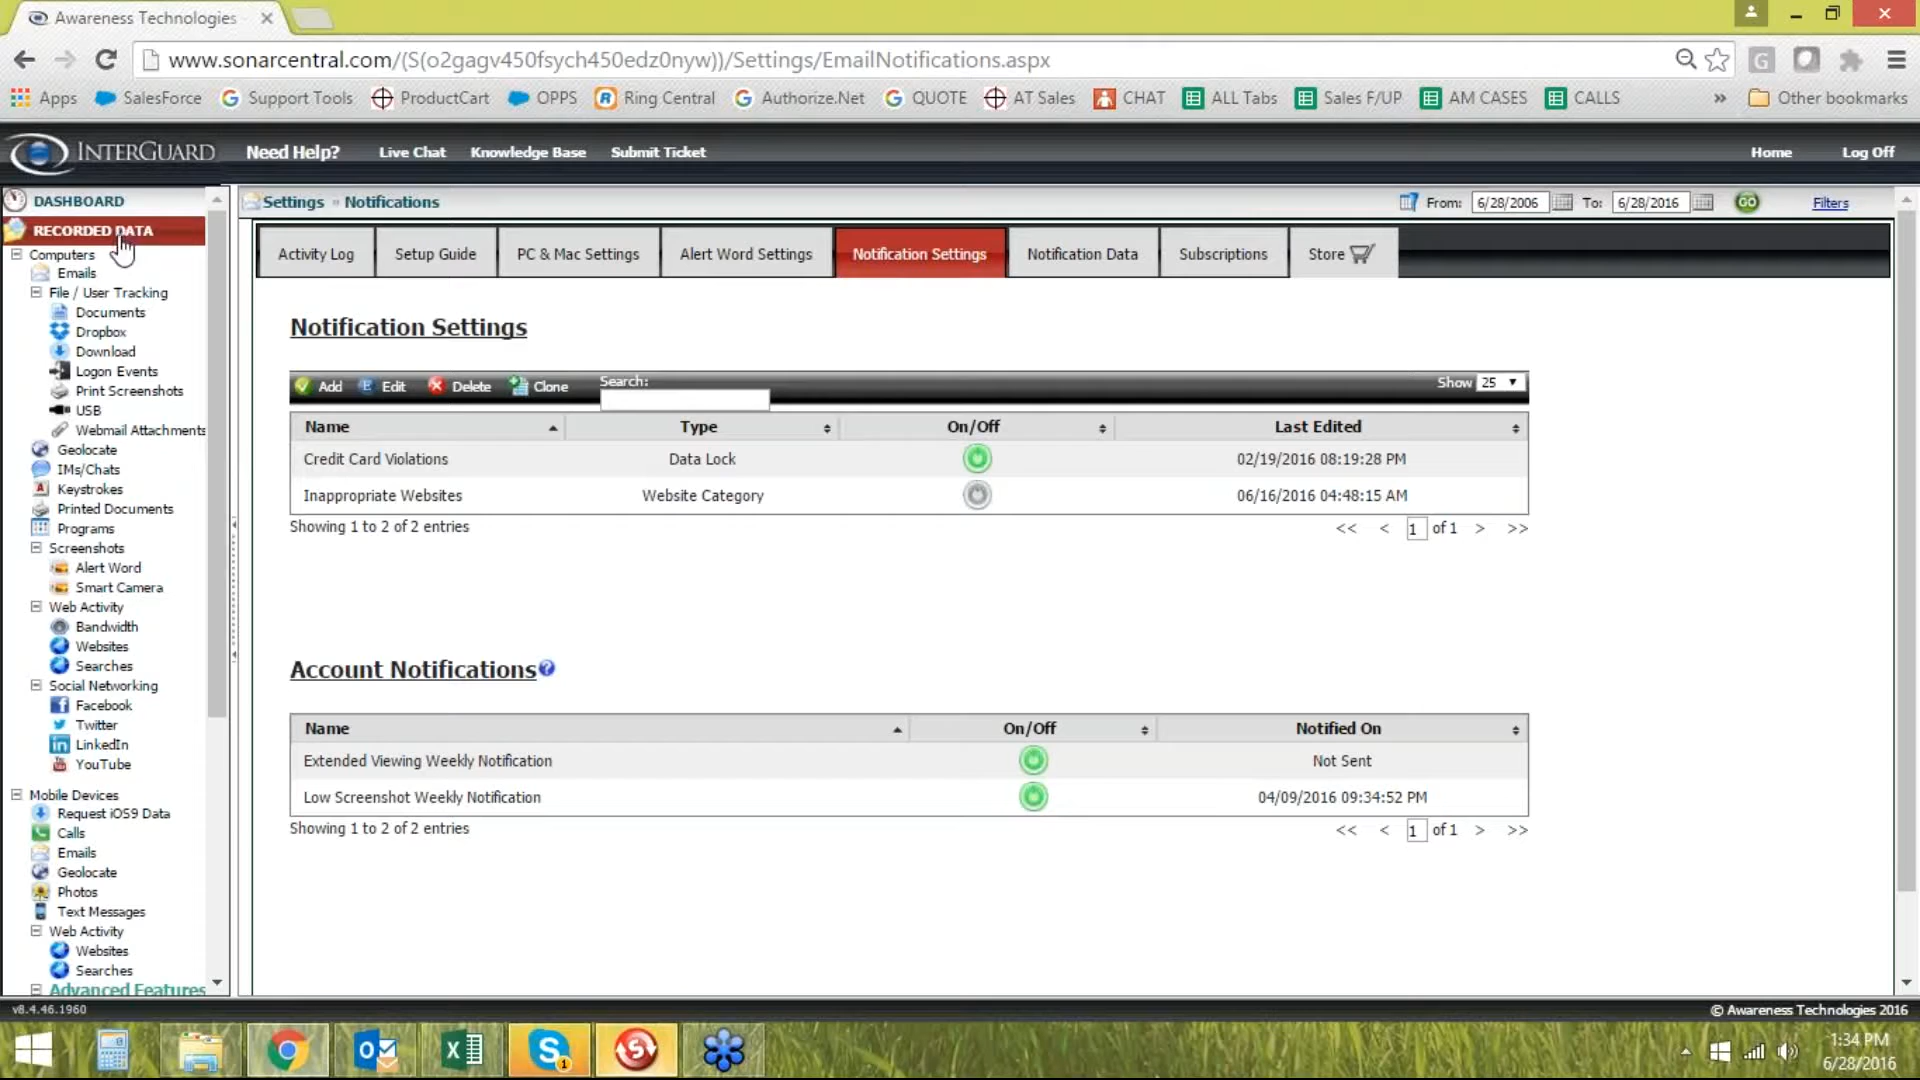 Awareness Technologies
www.sonarcentral.com/(S(o2gagv450fsych450edz0nyw))/Settings/EmailNotifications.aspx
Apps SalesForce Support Tools ProductCart OPPS Ring Central Authorize.Net QUOTE AT Sales CHAT ALL Tabs Sales F/UP AM CASES CALLS » Other bookmarks
INTERGUARD Need Help? Live Chat Knowledge Base Submit Ticket Home Log Off
DASHBOARD
RECORDED DATA
Computers
Emails
File / User Tracking
Documents
Dropbox
Download
Logon Events
Print Screenshots
USB
Webmail Attachments
Geolocate
IMs/Chats
Keystrokes
Printed Documents
Programs
Screenshots
Alert Word
Smart Camera
Web Activity
Bandwidth
Websites
Searches
Social Networking
Facebook
Twitter
LinkedIn
YouTube
Mobile Devices
Request iOS9 Data
Calls
Emails
Geolocate
Photos
Text Messages
Web Activity
Websites
Searches
Advanced Features
Settings » Notifications From: 6/28/2006 To: 6/28/2016 GO Filters
Activity Log Setup Guide PC & Mac Settings Alert Word Settings Notification Settings Notification Data Subscriptions Store
Notification Settings
Add Edit Delete Clone Search: Show 25
Name Type On/Off Last Edited
Credit Card Violations Data Lock 02/19/2016 08:19:28 PM
Inappropriate Websites Website Category 06/16/2016 04:48:15 AM
Showing 1 to 2 of 2 entries << < 1 of 1 > >>
Account Notifications
Name On/Off Notified On
Extended Viewing Weekly Notification Not Sent
Low Screenshot Weekly Notification 04/09/2016 09:34:52 PM
Showing 1 to 2 of 2 entries << < 1 of 1 > >>
v8.4.46.1960 © Awareness Technologies 2016
1:34 PM
6/28/2016